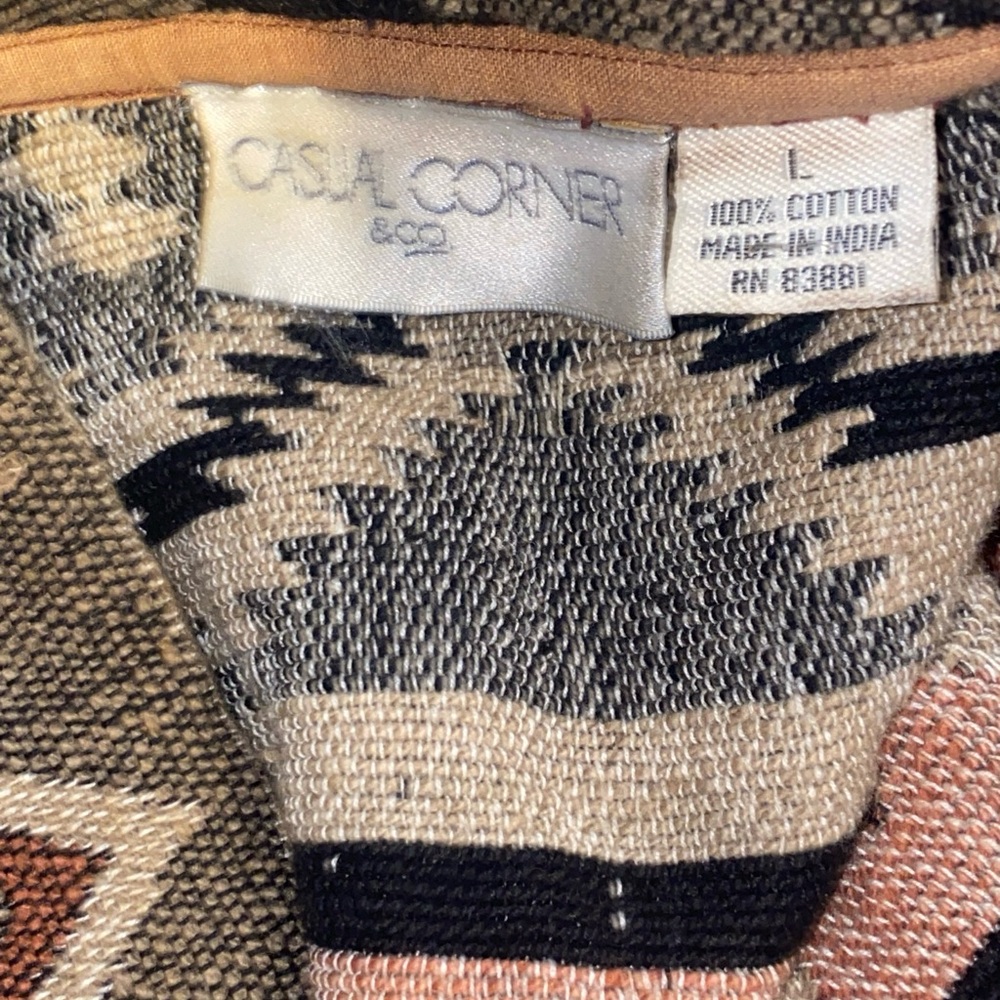 CASUAL CORNER
& CO
L
100% COTTON
MADE IN INDIA
RN 83881